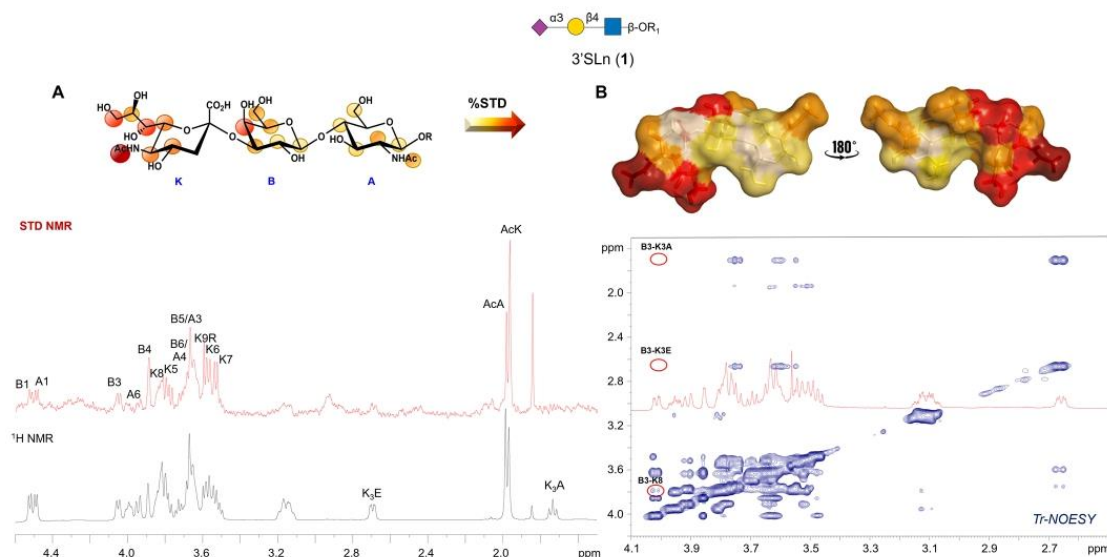 α3 β4 β-OR₁
3'SLn (1)
A
HO OH
HO
HO
AcHN
HO
CO₂H
O
O
OH OH
HO
OH
O
O
OH
HO
O
OR
NHAc
K B A
%STD
B
180°
STD NMR
AcK
AcA
B5/A3
B6/
A4
K9R
K6
K7
B4
K8
K5
B3
A6
B1 A1
¹H NMR
K₃E
K₃A
4.4 4.0 3.6 3.2 2.8 2.4 2.0 ppm
ppm
B3-K3A
2.0
B3-K3E
2.4
2.8
3.2
3.6
B3-K8
4.0
Tr-NOESY
4.1 3.9 3.7 3.5 3.3 3.1 2.9 2.7 ppm